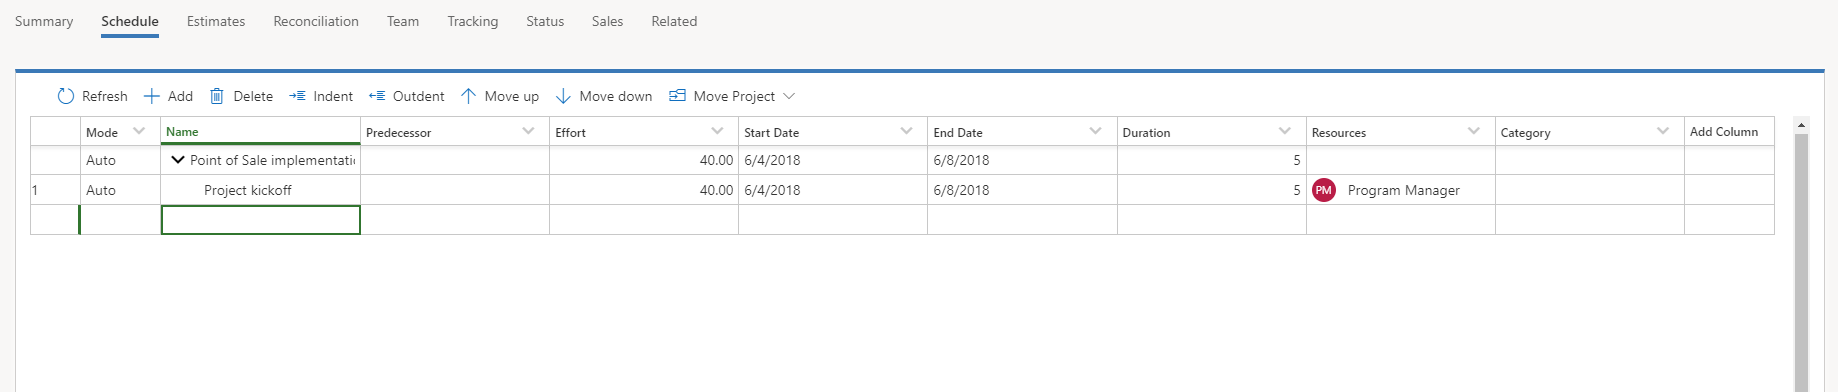 Summary Schedule Estimates Reconciliation Team Tracking Status Sales Related
Refresh Add Delete Indent Outdent Move up Move down Move Project
Mode Name Predecessor Effort Start Date End Date Duration Resources Category Add Column
Auto Point of Sale implementatio 40.00 6/4/2018 6/8/2018 5
1 Auto Project kickoff 40.00 6/4/2018 6/8/2018 5 PM Program Manager